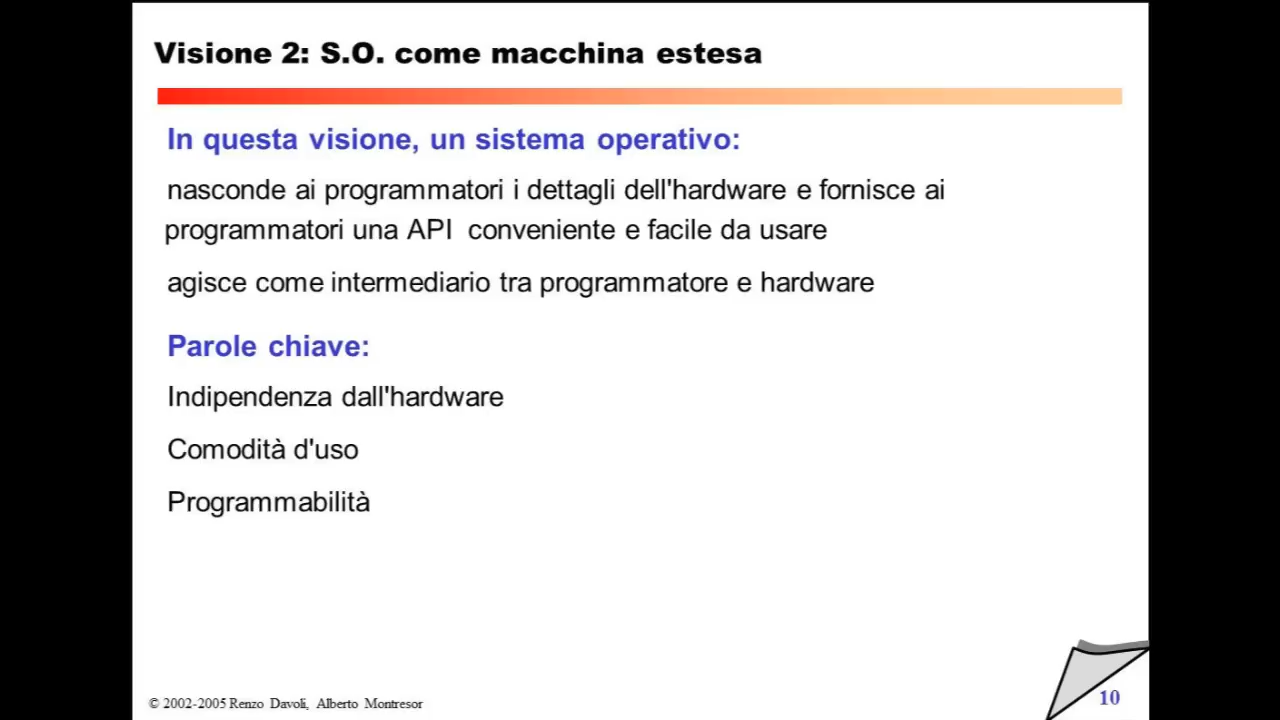 Visione 2: S.O. come macchina estesa
In questa visione, un sistema operativo:
nasconde ai programmatori i dettagli dell'hardware e fornisce ai
programmatori una API conveniente e facile da usare
agisce come intermediario tra programmatore e hardware
Parole chiave:
Indipendenza dall'hardware
Comodità d'uso
Programmabilità
© 2002-2005 Renzo Davoli, Alberto Montresor
10